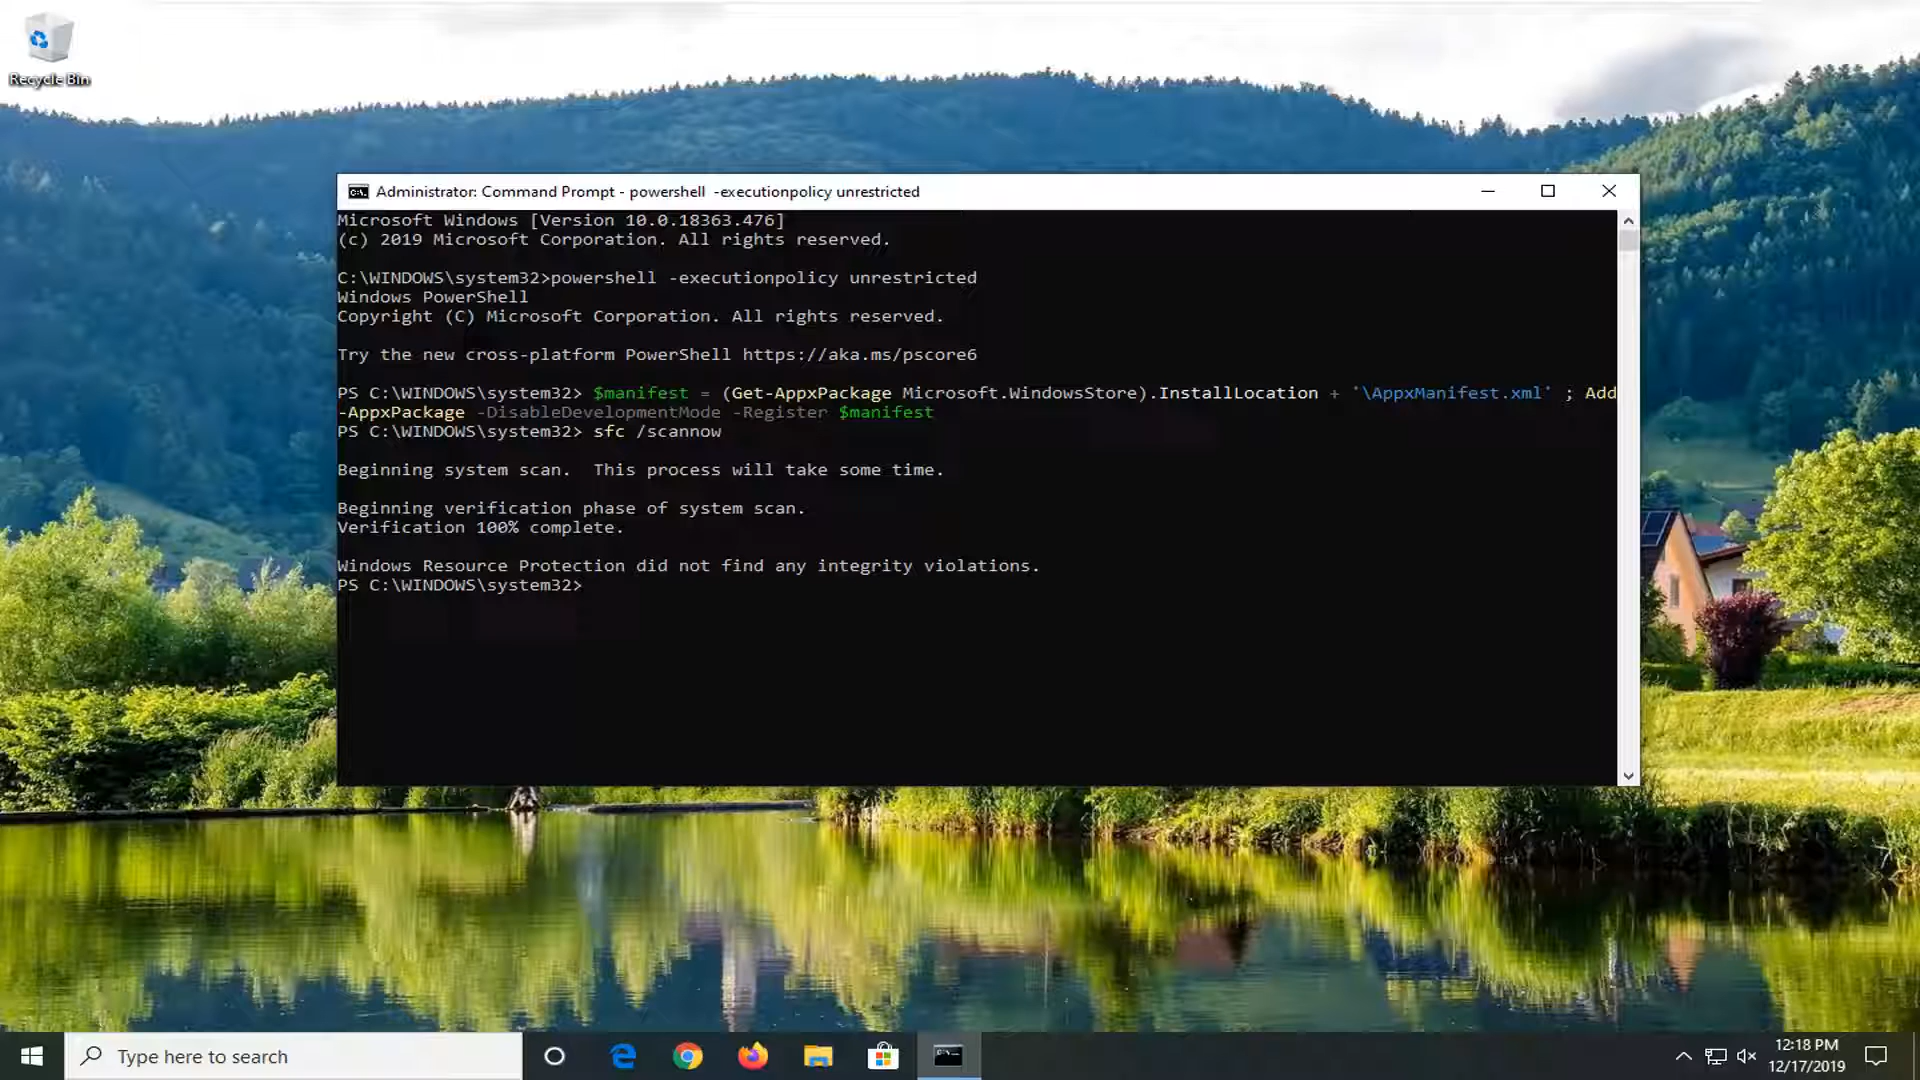 Recycle Bin
Administrator: Command Prompt - powershell  -executionpolicy unrestricted
Microsoft Windows [Version 10.0.18363.476]
(c) 2019 Microsoft Corporation. All rights reserved.
C:\WINDOWS\system32>powershell -executionpolicy unrestricted
Windows PowerShell
Copyright (C) Microsoft Corporation. All rights reserved.
Try the new cross-platform PowerShell https://aka.ms/pscore6
PS C:\WINDOWS\system32> $manifest = (Get-AppxPackage Microsoft.WindowsStore).InstallLocation + '\AppxManifest.xml' ; Add
-AppxPackage -DisableDevelopmentMode -Register $manifest
PS C:\WINDOWS\system32> sfc /scannow
Beginning system scan.  This process will take some time.
Beginning verification phase of system scan.
Verification 100% complete.
Windows Resource Protection did not find any integrity violations.
PS C:\WINDOWS\system32>
Type here to search
12:18 PM
12/17/2019